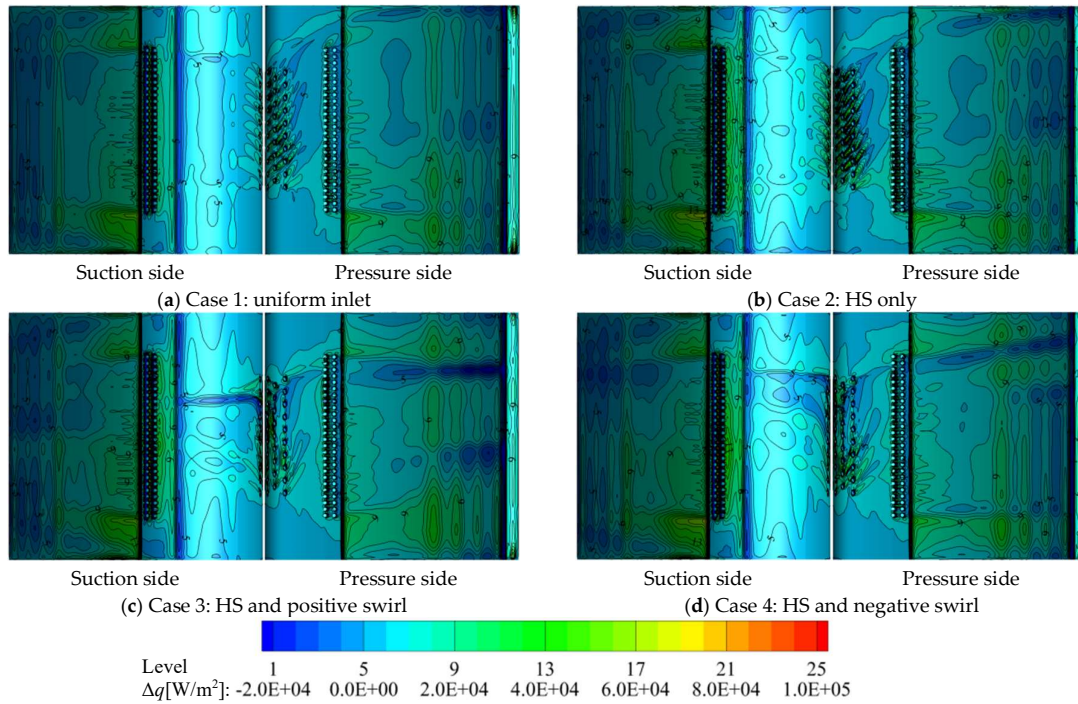 Suction side Pressure side Suction side Pressure side
(a) Case 1: uniform inlet (b) Case 2: HS only
Suction side Pressure side Suction side Pressure side
(c) Case 3: HS and positive swirl (d) Case 4: HS and negative swirl
Level 1 5 9 13 17 21 25
Δq[W/m²]: -2.0E+04 0.0E+00 2.0E+04 4.0E+04 6.0E+04 8.0E+04 1.0E+05